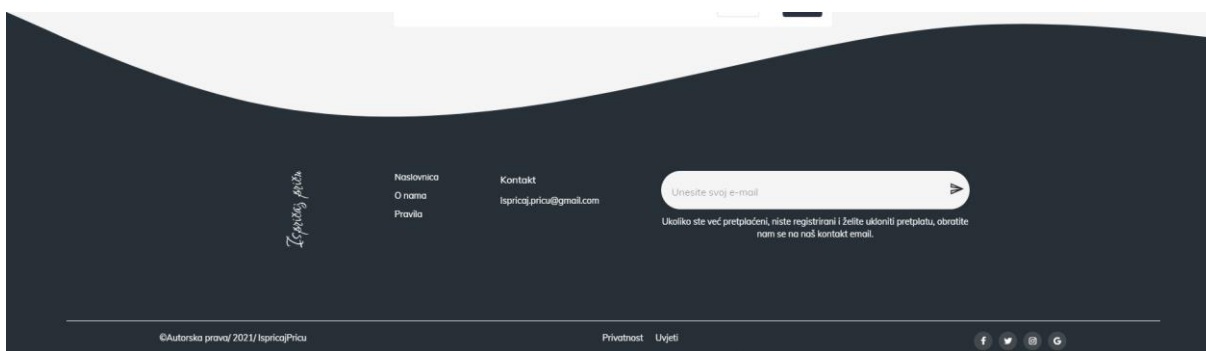 Ispričaj priču
Naslovnica
O nama
Pravila
Kontakt
Ispricaj.pricu@gmail.com
Unesite svoj e-mail
Ukoliko ste već pretplaćeni, niste registrirani i želite ukloniti pretplatu, obratite
nam se na naš kontakt email.
©Autorska prava/ 2021/ IspricajPricu
Privatnost Uvjeti